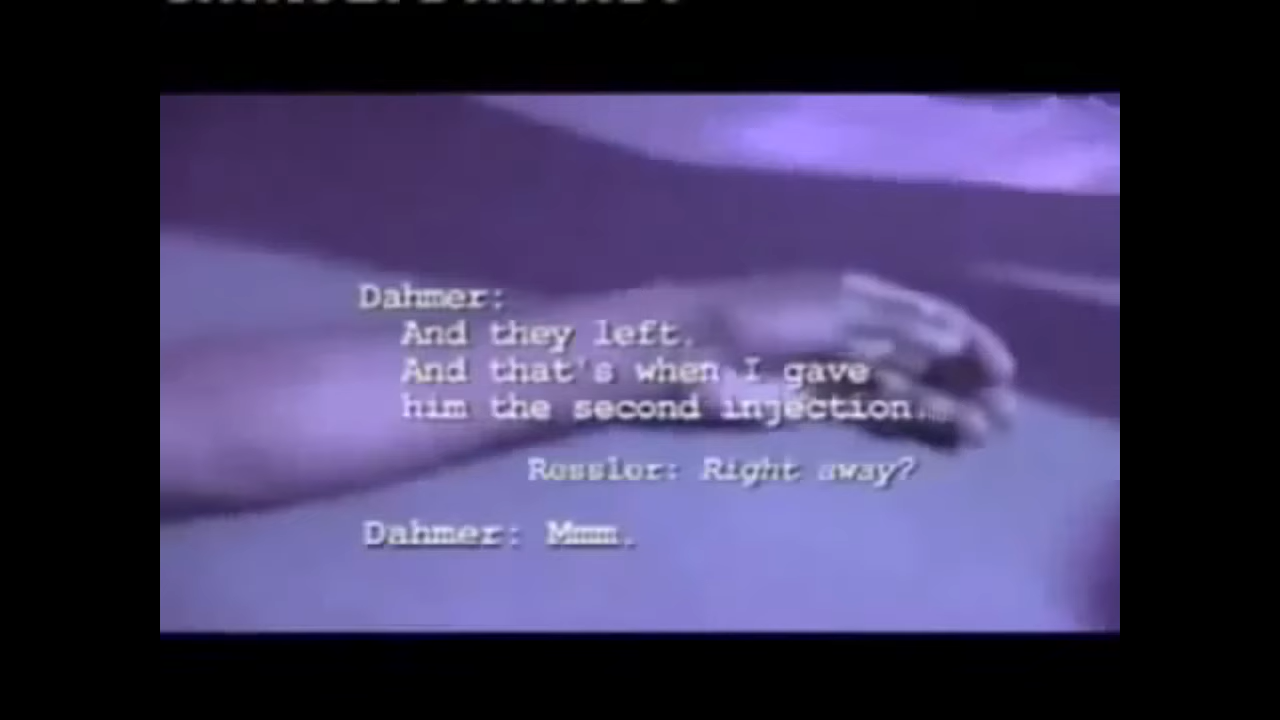 Dahmer:
And they left.
And that's when I gave
him the second injection.
Ressler: Right away?
Dahmer: Mmm.